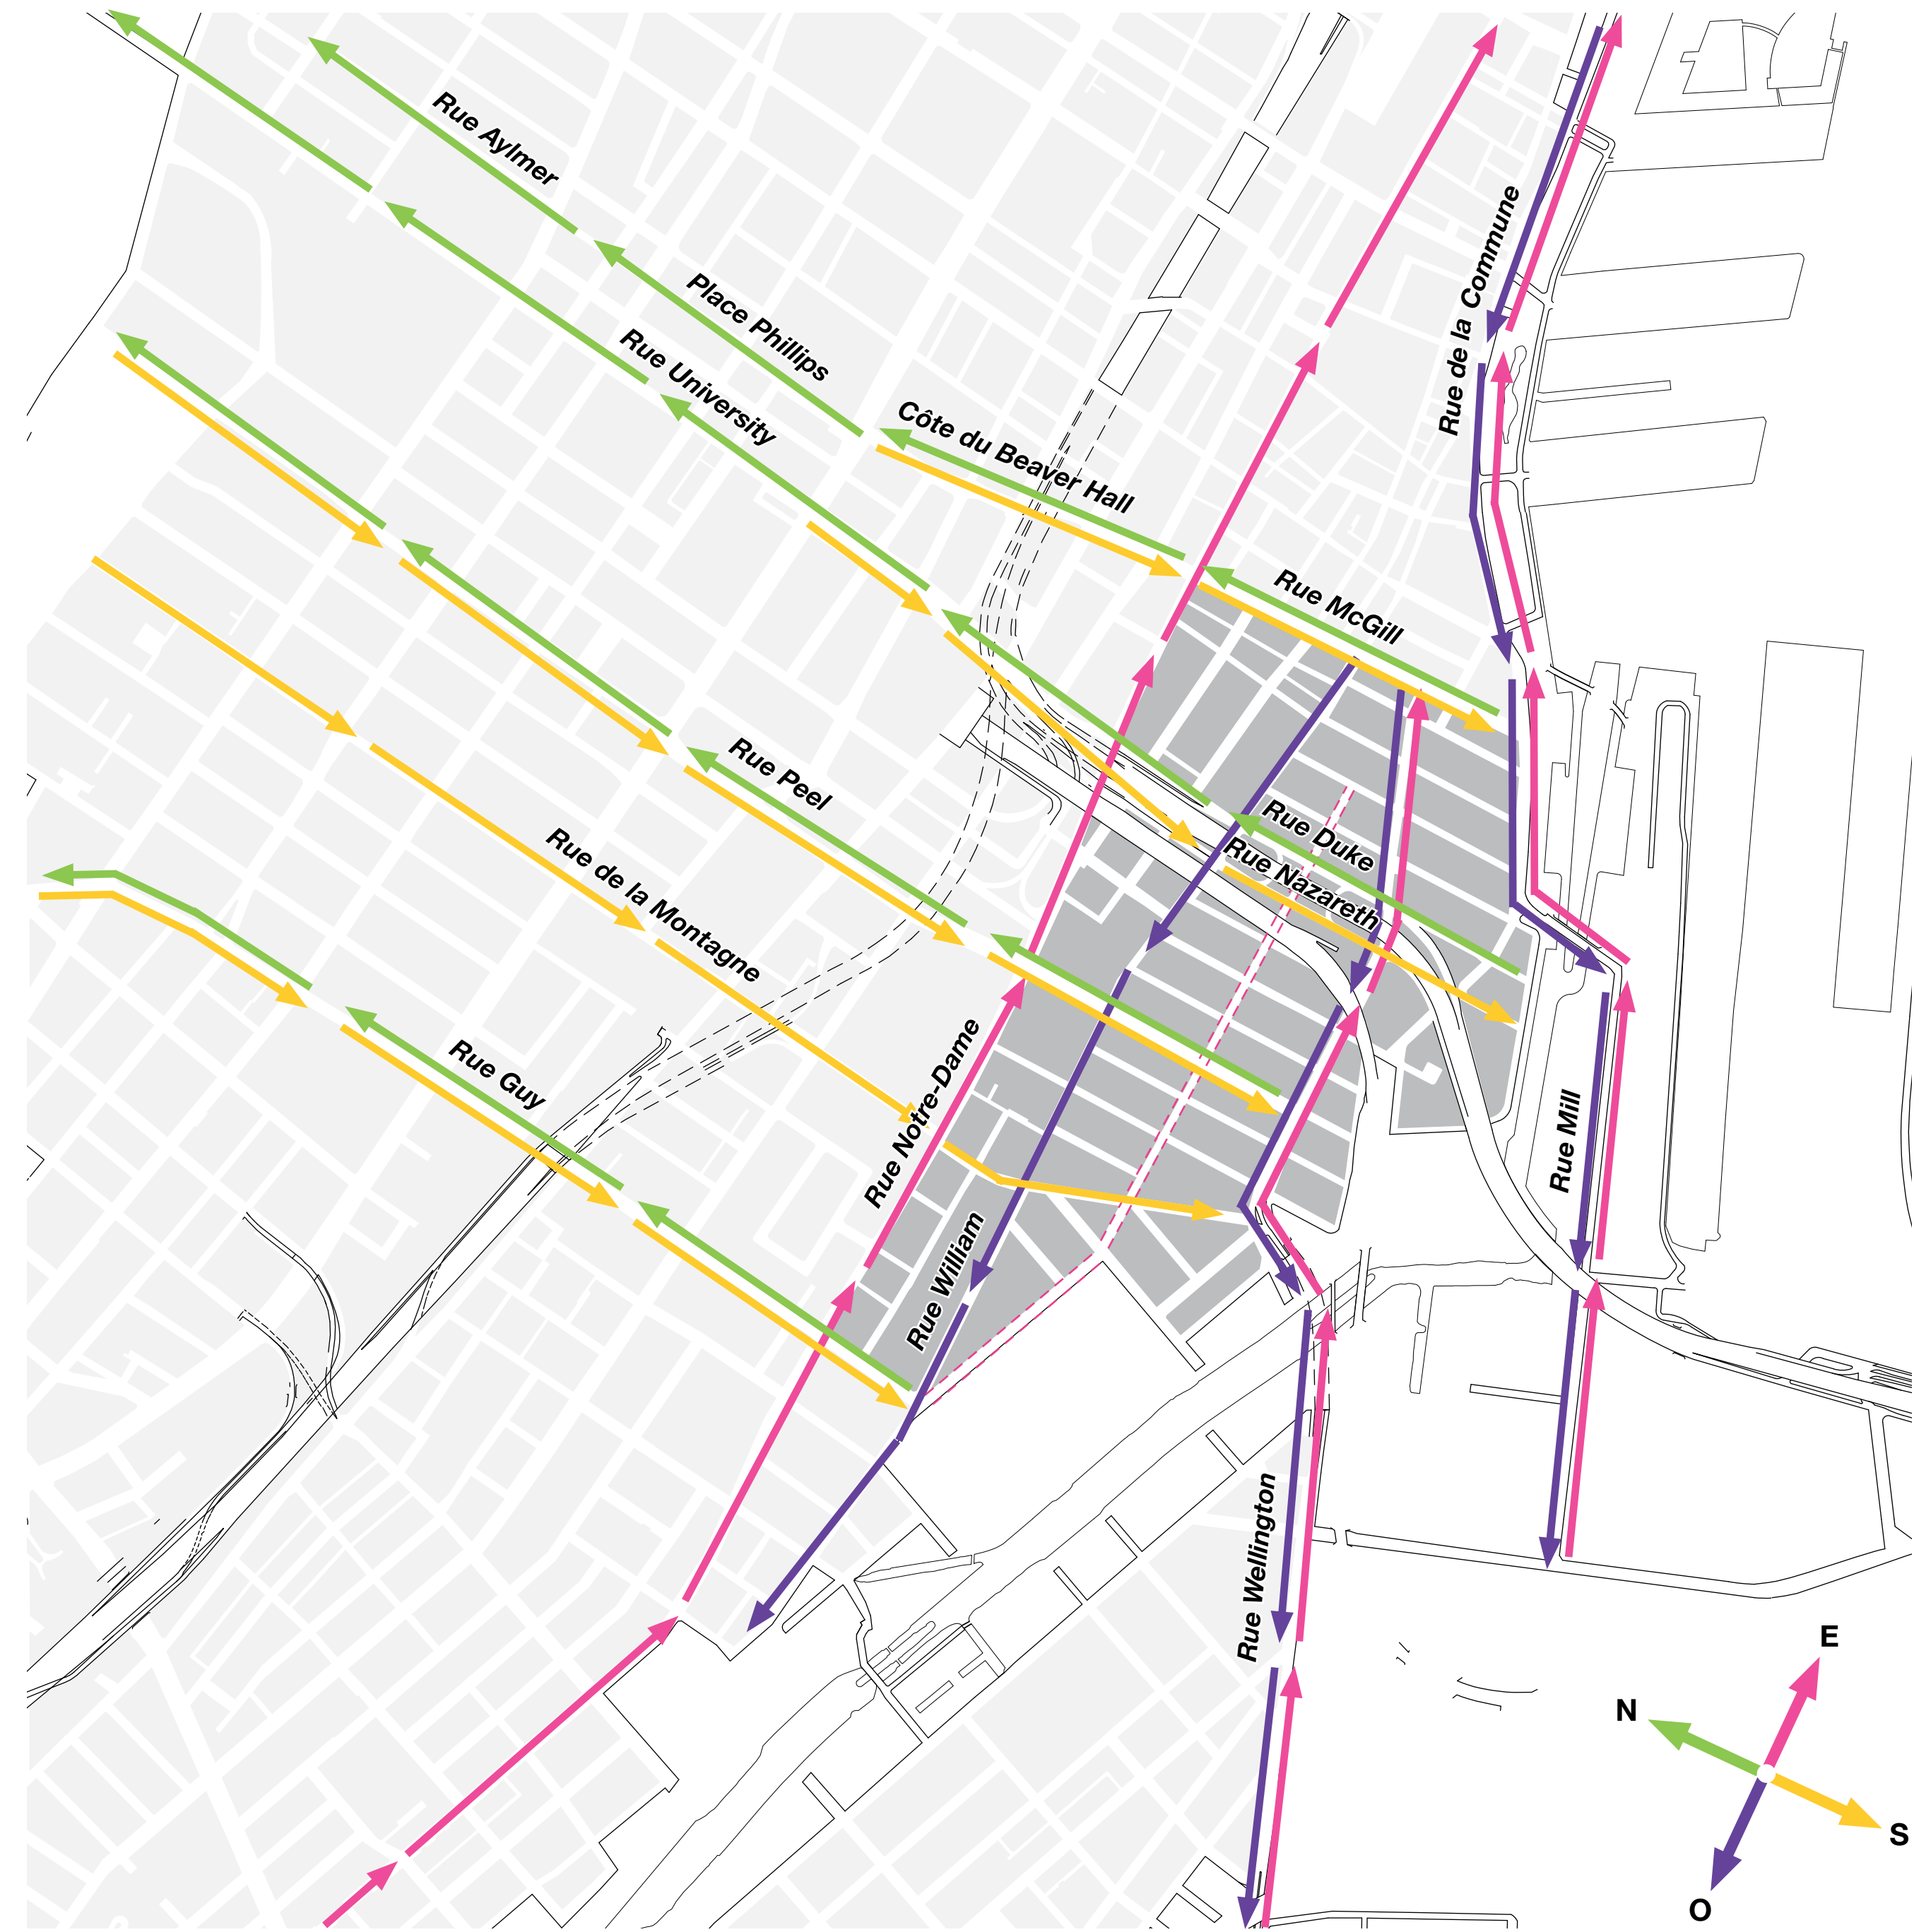 Rue Aylmer
Place Phillips
Rue University
Côte du Beaver Hall
Rue de la Commune
Rue McGill
Rue Peel
Rue Duke
Rue Nazareth
Rue de la Montagne
Rue Guy
Rue Notre-Dame
Rue William
Rue Mill
Rue Wellington
E
N
S
O